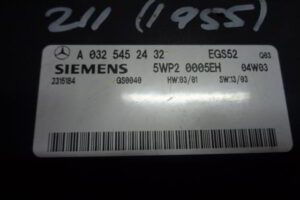 211 (1955)
A 032 545 24 32 EGS52 Q03
SIEMENS 5WP2 0005EH 04W03
2315184 GS0040 HW:03/01 SW:13/03